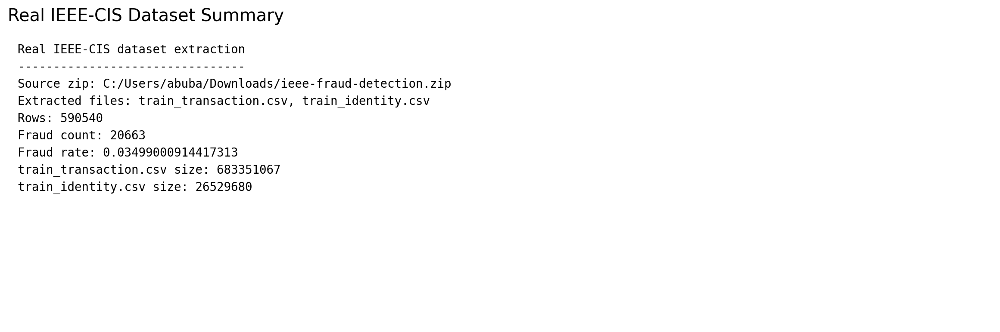 Real IEEE-CIS Dataset Summary
Real IEEE-CIS dataset extraction
--------------------------------
Source zip: C:/Users/abuba/Downloads/ieee-fraud-detection.zip
Extracted files: train_transaction.csv, train_identity.csv
Rows: 590540
Fraud count: 20663
Fraud rate: 0.03499000914417313
train_transaction.csv size: 683351067
train_identity.csv size: 26529680